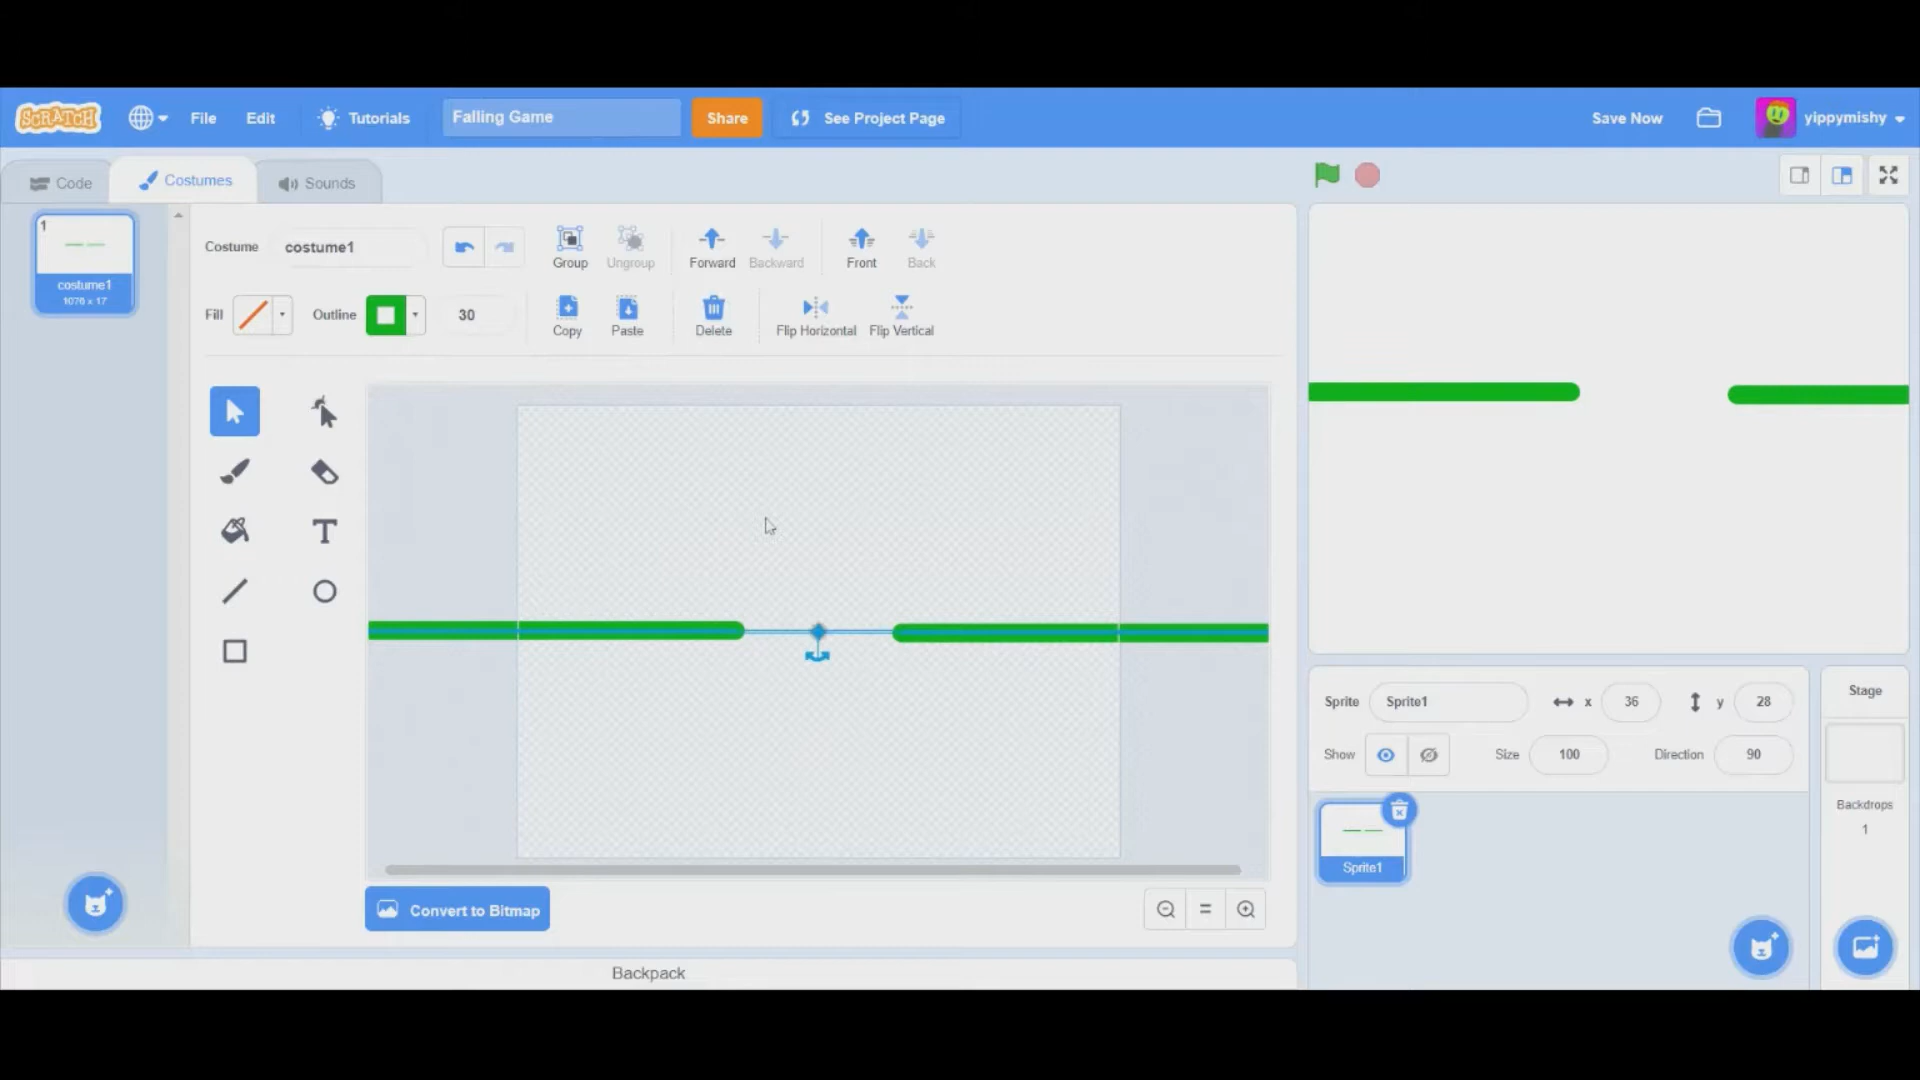 SCRATCH
File
Edit
Tutorials
Falling Game
Share
See Project Page
Save Now
yippymishy
Code
Costumes
Sounds
1
costume1
1076 x 17
Costume
costume1
Group
Ungroup
Forward
Backward
Front
Back
Fill
Outline
30
Copy
Paste
Delete
Flip Horizontal
Flip Vertical
T
Convert to Bitmap
Backpack
Sprite
Sprite1
x
36
y
28
Show
Size
100
Direction
90
Sprite1
Stage
Backdrops
1